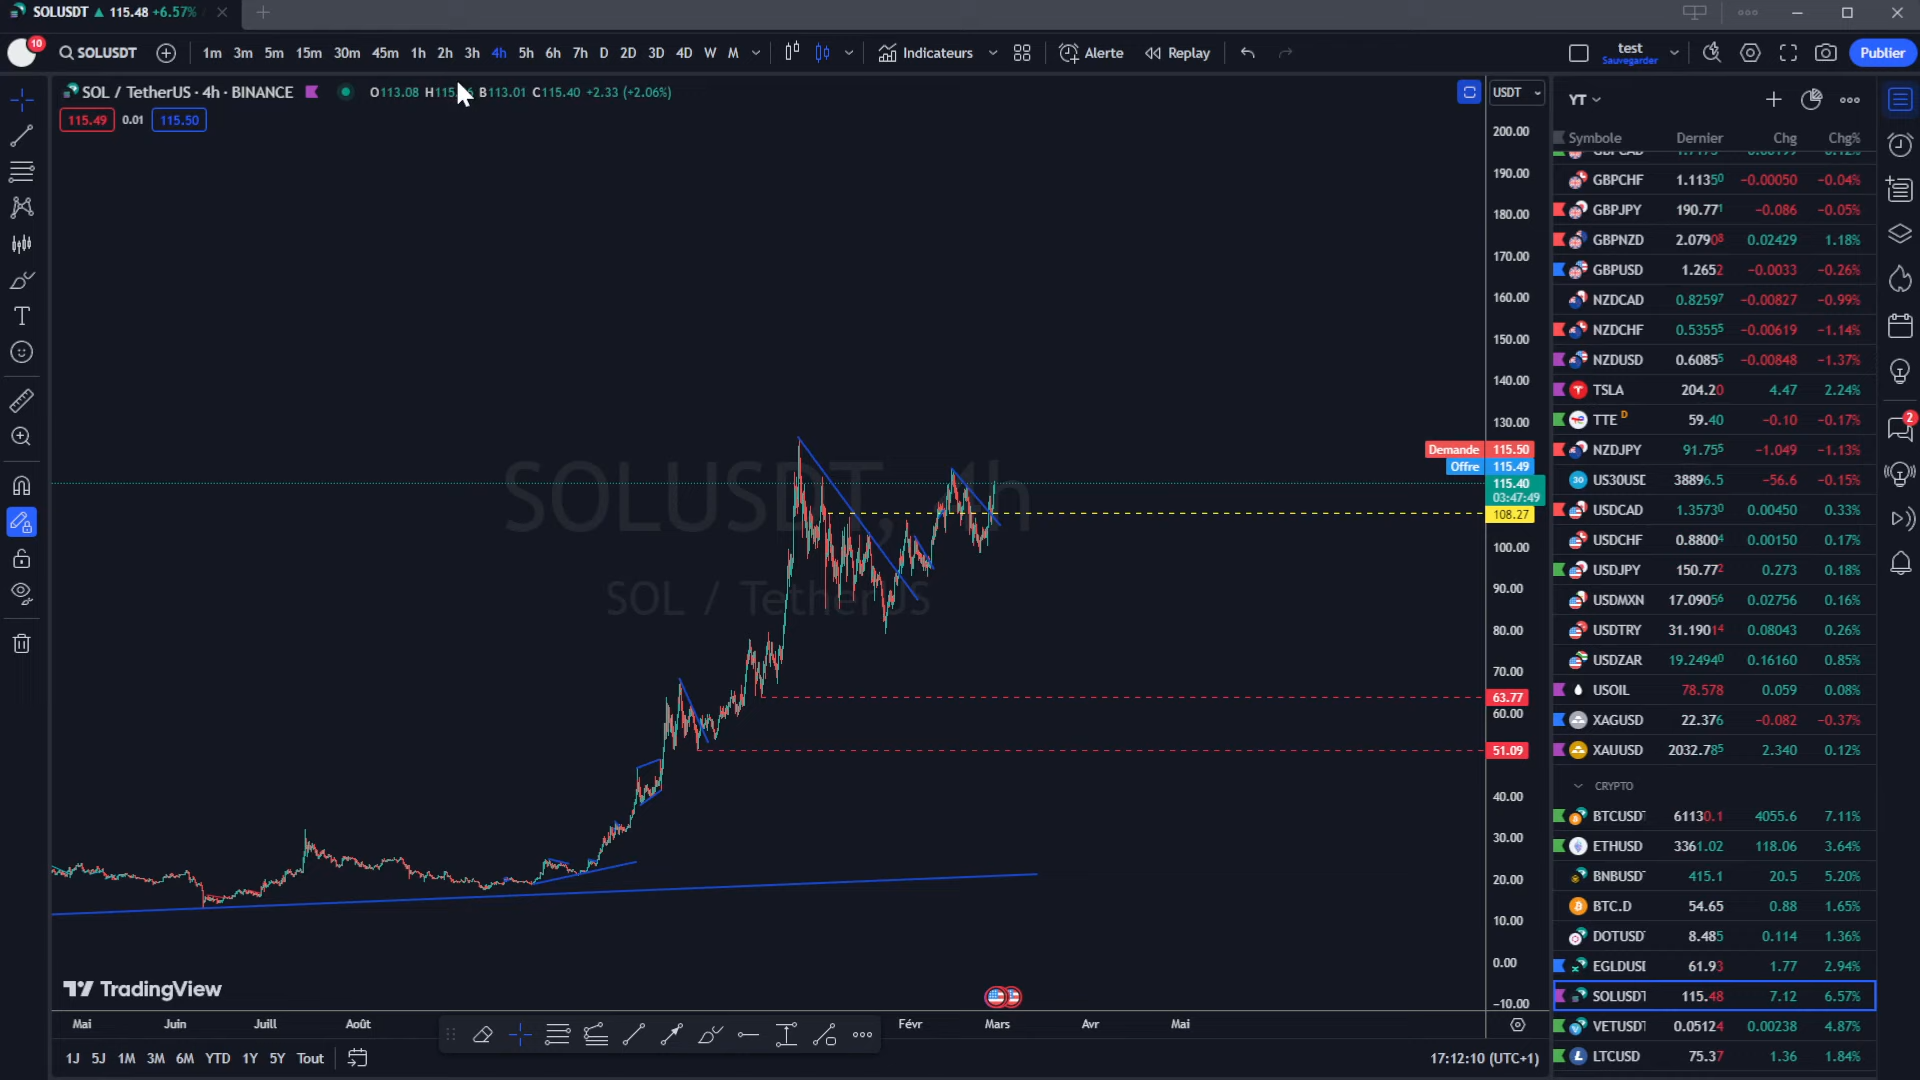 SOLUSDT ▲ 115.48 +6.57%
10
SOLUSDT
1m 3m 5m 15m 30m 45m 1h 2h 3h 4h 5h 6h 7h D 2D 3D 4D W M
Indicateurs
Alerte
Replay
test
Sauvegarder
Publier
SOL / TetherUS · 4h · BINANCE
O113.08 H115. B113.01 C115.40 +2.33 (+2.06%)
115.49 0.01 115.50
USDT
200.00
190.00
180.00
170.00
160.00
150.00
140.00
130.00
Demande 115.50
Offre 115.49
115.40
03:47:49
108.27
100.00
90.00
80.00
70.00
63.77
60.00
51.09
40.00
30.00
20.00
10.00
0.00
−10.00
SOLUSDT, 4h
SOL / TetherUS
TradingView
Mai Juin Juill Août Févr Mars Avr Mai
1J 5J 1M 3M 6M YTD 1Y 5Y Tout
17:12:10 (UTC+1)
YT
Symbole Dernier Chg Chg%
GBPCHF 1.11350 −0.00050 −0.04%
GBPJPY 190.771 −0.086 −0.05%
GBPNZD 2.07908 0.02429 1.18%
GBPUSD 1.2652 −0.0033 −0.26%
NZDCAD 0.82597 −0.00827 −0.99%
NZDCHF 0.53555 −0.00619 −1.14%
NZDUSD 0.60855 −0.00848 −1.37%
TSLA 204.20 4.47 2.24%
TTE D 59.40 −0.10 −0.17%
NZDJPY 91.755 −1.049 −1.13%
30 US30USD 38896.5 −56.6 −0.15%
USDCAD 1.35730 0.00450 0.33%
USDCHF 0.88004 0.00150 0.17%
USDJPY 150.772 0.273 0.18%
USDMXN 17.09056 0.02756 0.16%
USDTRY 31.19014 0.08043 0.26%
USDZAR 19.24940 0.16160 0.85%
USOIL 78.578 0.059 0.08%
XAGUSD 22.376 −0.082 −0.37%
XAUUSD 2032.785 2.340 0.12%
CRYPTO
BTCUSDT 61130.1 4055.6 7.11%
ETHUSD 3361.02 118.06 3.64%
BNBUSDT 415.1 20.5 5.20%
BTC.D 54.65 0.88 1.65%
DOTUSDT 8.485 0.114 1.36%
EGLDUSD 61.93 1.77 2.94%
SOLUSDT 115.48 7.12 6.57%
VETUSDT 0.05124 0.00238 4.87%
LTCUSD 75.37 1.36 1.84%
2